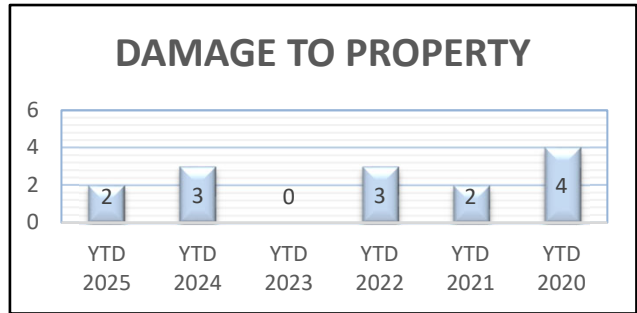 DAMAGE TO PROPERTY
6
4
2
0
2 3 0 3 2 4
YTD YTD YTD YTD YTD YTD
2025 2024 2023 2022 2021 2020